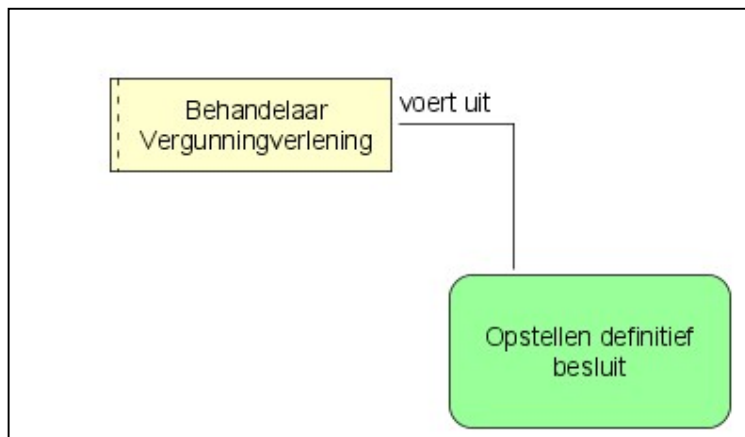 Behandelaar
Vergunningverlening
voert uit
Opstellen definitief
besluit